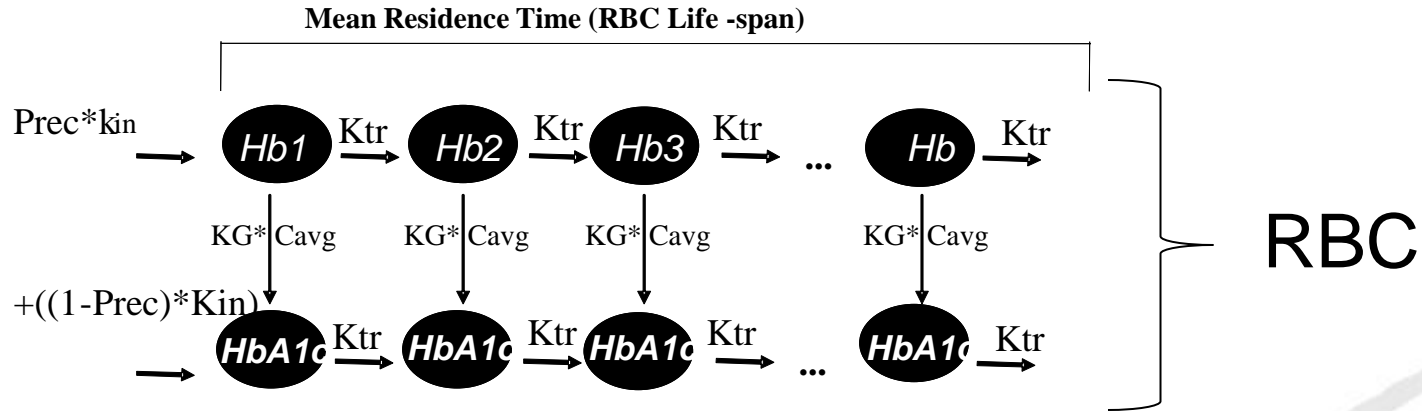 Mean Residence Time (RBC Life -span)
Prec*kin
Hb1 Ktr Hb2 Ktr Hb3 Ktr ... Hb Ktr
KG* Cavg KG* Cavg KG* Cavg KG* Cavg
RBC
+((1-Prec)*Kin)
HbA1c Ktr HbA1c Ktr HbA1c Ktr ... HbA1c Ktr